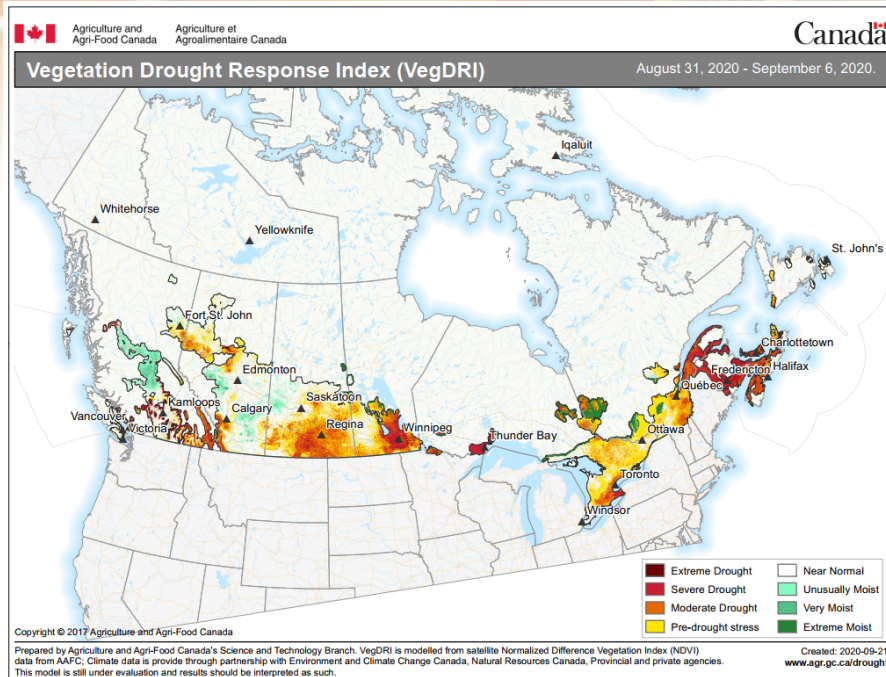 Agriculture and Agri-Food Canada
Agriculture et Agroalimentaire Canada
Canada
Vegetation Drought Response Index (VegDRI)
August 31, 2020 - September 6, 2020.
Iqaluit
Whitehorse
Yellowknife
St. John's
Fort St. John
Charlottetown
Edmonton
Fredericton
Halifax
Kamloops
Saskatoon
Québec
Calgary
Vancouver
Regina
Winnipeg
Victoria
Thunder Bay
Ottawa
Toronto
Windsor
Extreme Drought
Severe Drought
Moderate Drought
Pre-drought stress
Near Normal
Unusually Moist
Very Moist
Extreme Moist
Copyright © 2017 Agriculture and Agri-Food Canada
Prepared by Agriculture and Agri-Food Canada's Science and Technology Branch. VegDRI is modelled from satellite Normalized Difference Vegetation Index (NDVI)
data from AAFC; Climate data is provide through partnership with Environment and Climate Change Canada, Natural Resources Canada, Provincial and private agencies.
This model is still under evaluation and results should be interpreted as such.
Created: 2020-09-21
www.agr.gc.ca/drought